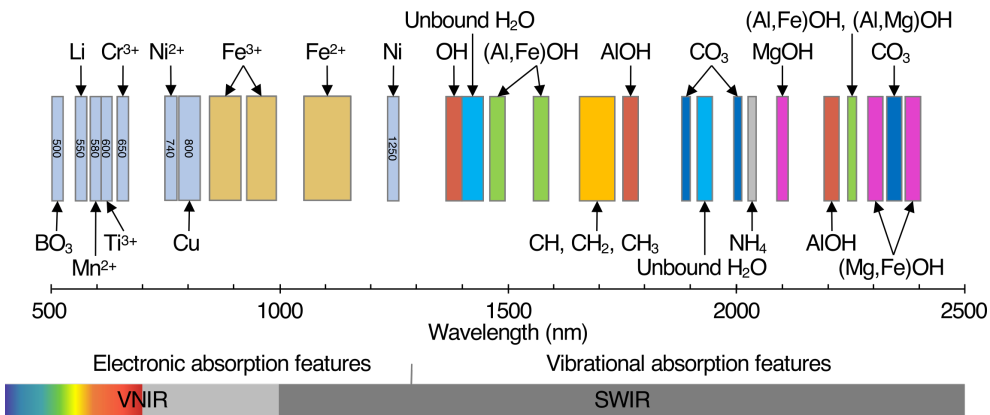 Unbound H₂O
(Al,Fe)OH, (Al,Mg)OH
Li Cr³⁺ Ni²⁺ Fe³⁺ Fe²⁺ Ni OH (Al,Fe)OH AlOH CO₃ MgOH CO₃
500 550 580 600 650 740 800 1250
BO₃ Ti³⁺ Cu CH, CH₂, CH₃ NH₄ AlOH
Mn²⁺ Unbound H₂O (Mg,Fe)OH
500 1000 1500 2000 2500
Wavelength (nm)
Electronic absorption features Vibrational absorption features
VNIR SWIR